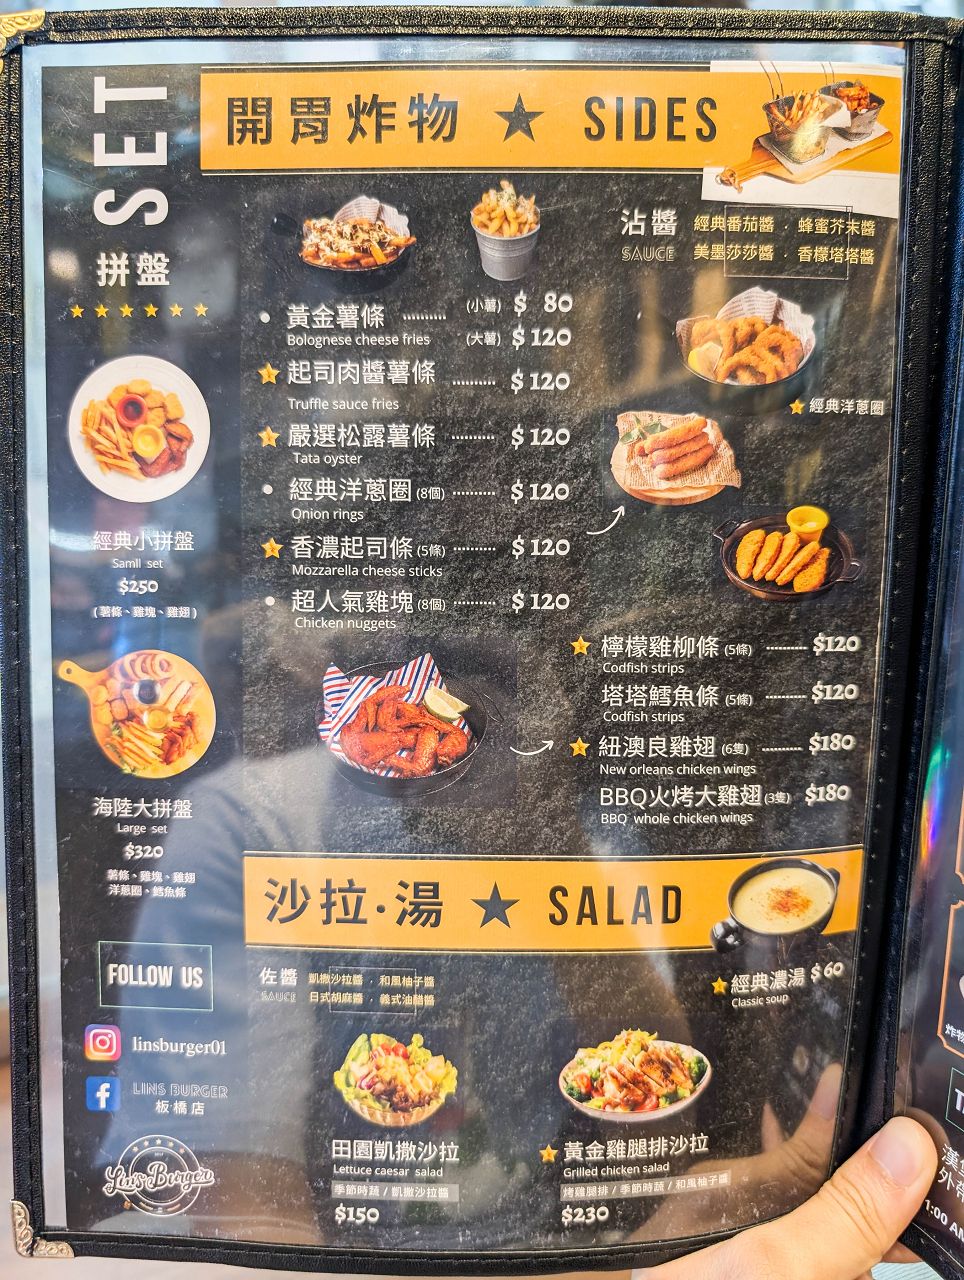 SET
拼盤
經典小拼盤
Samll set
$250
(薯條、雞塊、雞翅)
海陸大拼盤
Large set
$320
薯條、雞塊、雞翅
洋蔥圈、鱈魚條
FOLLOW US
linsburger01
LINS BURGER
板橋店
Lin's Burger
開胃炸物 ★ SIDES
沾醬 經典番茄醬 . 蜂蜜芥末醬
SAUCE 美墨莎莎醬 . 香檬塔塔醬
黃金薯條 (小薯) $ 80
Bolognese cheese fries (大薯) $ 120
起司肉醬薯條 $ 120
Truffle sauce fries
嚴選松露薯條 $ 120
Tata oyster
經典洋蔥圈 (8個) $ 120
Onion rings
香濃起司條 (5條) $ 120
Mozzarella cheese sticks
超人氣雞塊 (8個) $ 120
Chicken nuggets
經典洋蔥圈
檸檬雞柳條 (5條) $120
Codfish strips
塔塔鱈魚條 (5條) $120
Codfish strips
紐澳良雞翅 (6隻) $180
New orleans chicken wings
BBQ火烤大雞翅 (3隻) $180
BBQ whole chicken wings
沙拉·湯 ★ SALAD
佐醬 凱撒沙拉醬 . 和風柚子醬
SAUCE 日式胡麻醬 . 義式油醋醬
經典濃湯 $ 60
Classic soup
田園凱撒沙拉
Lettuce caesar salad
季節時蔬 / 凱撒沙拉醬
$150
黃金雞腿排沙拉
Grilled chicken salad
烤雞腿排 / 季節時蔬 / 和風柚子醬
$230
炸物
外帶
1:00 AM